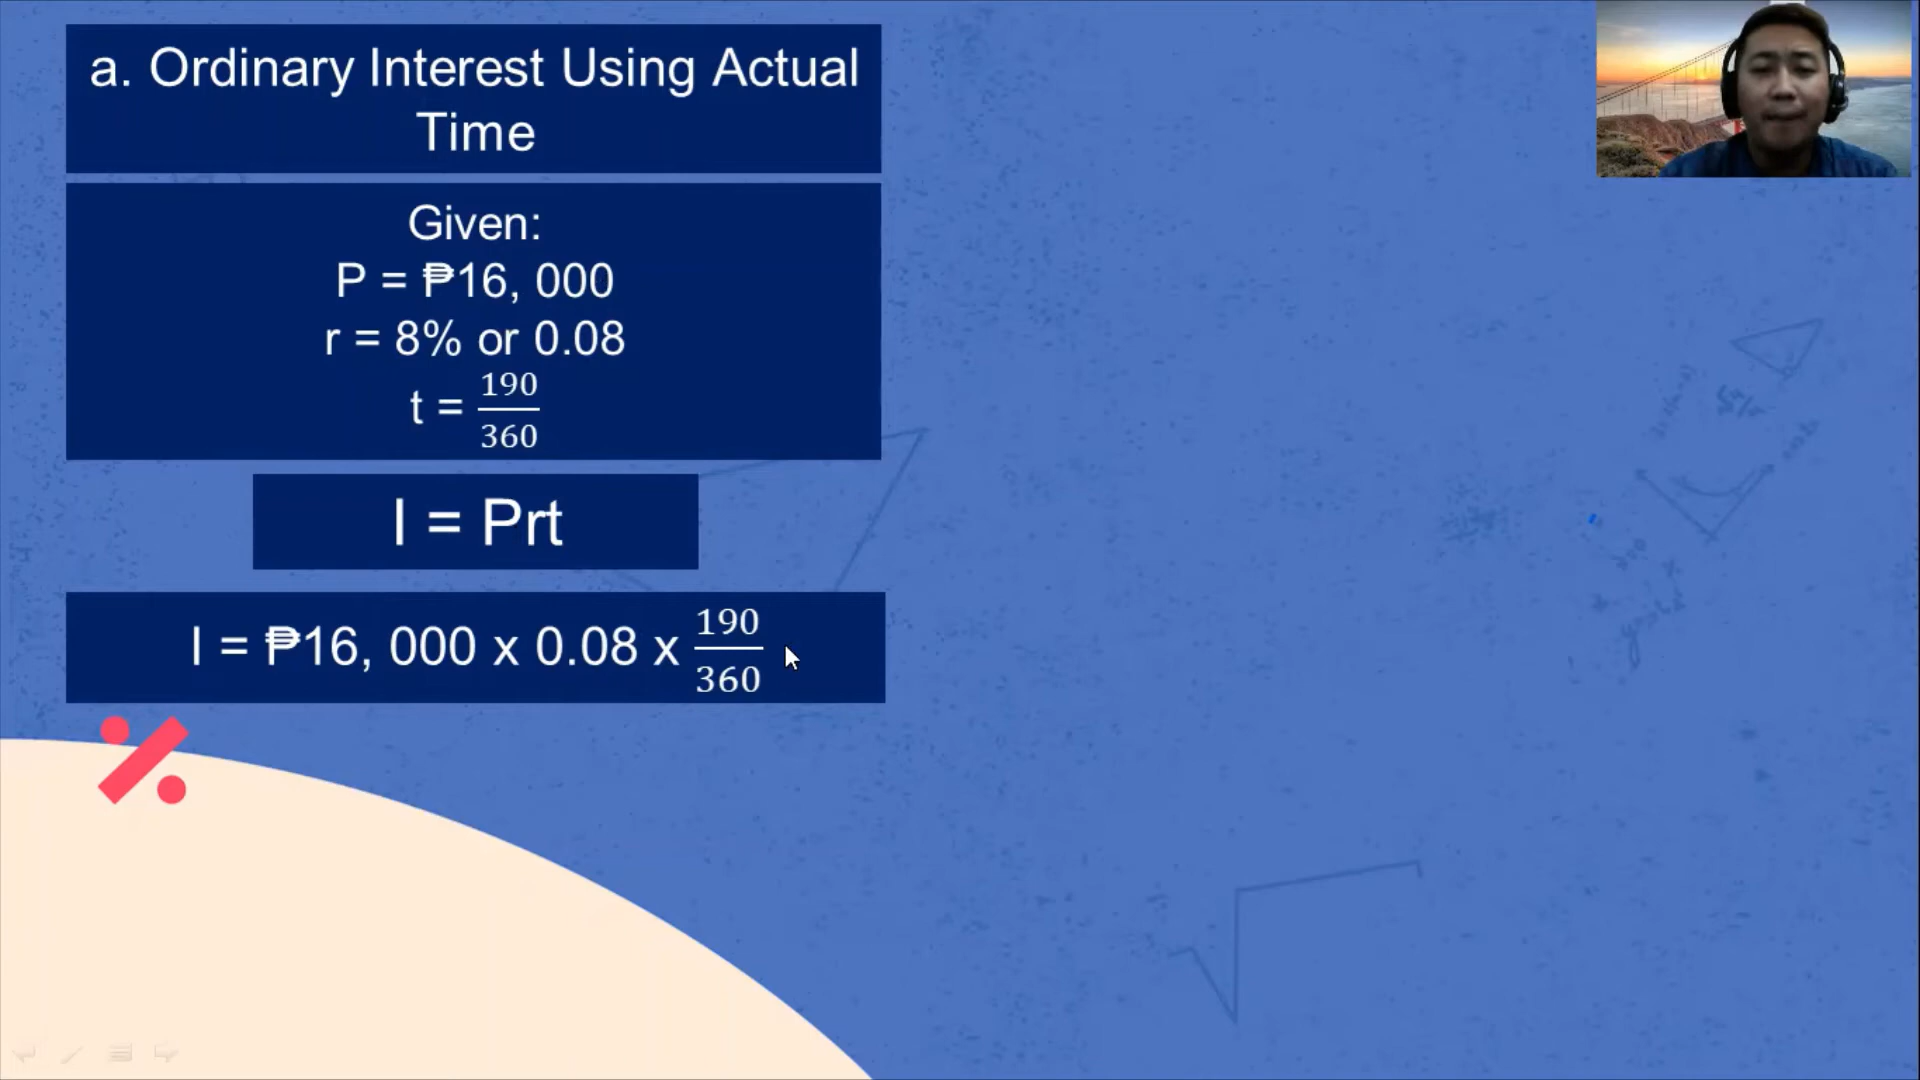 a. Ordinary Interest Using Actual
Time
Given:
P = ₱16, 000
r = 8% or 0.08
t = 190/360
I = Prt
I = ₱16, 000 x 0.08 x 190/360